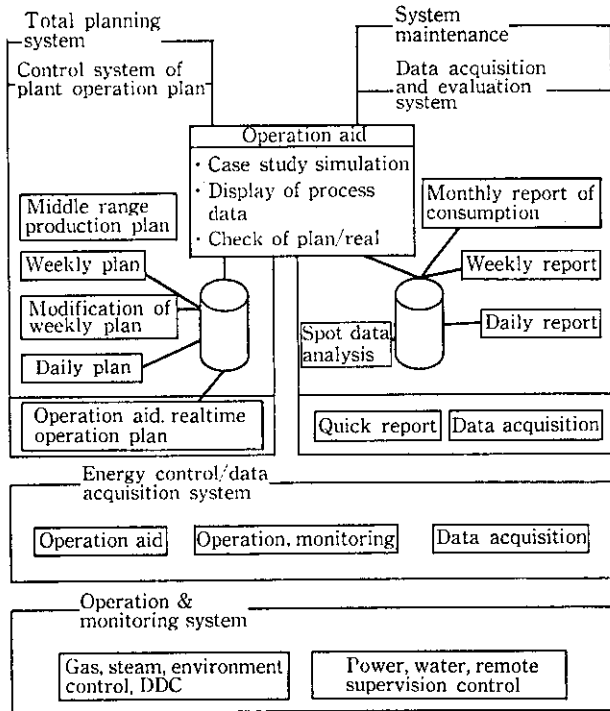 Total planning
system
Control system of
plant operation plan
System
maintenance
Data acquisition
and evaluation
system
Operation aid
· Case study simulation
· Display of process
data
· Check of plan/real
Middle range
production plan
Weekly plan
Modification of
weekly plan
Daily plan
Operation aid. realtime
operation plan
Monthly report of
consumption
Weekly report
Daily report
Spot data
analysis
Quick report
Data acquisition
Energy control/data
acquisition system
Operation aid
Operation, monitoring
Data acquisition
Operation &
monitoring system
Gas, steam, environment
control, DDC
Power, water, remote
supervision control